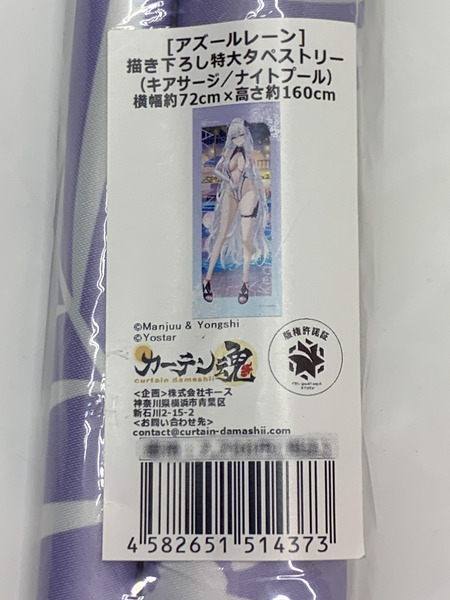 [アズールレーン]
描き下ろし特大タペストリー
(キアサージ／ナイトプール)
横幅約72cm×高さ約160cm
©Manjuu & Yongshi
©Yostar
カーテン魂
curtain damashii
版権許諾証
<企画>株式会社キース
神奈川県横浜市青葉区
新石川2-15-2
<お問い合わせ先>
contact@curtain-damashii.com
4 582651 514373